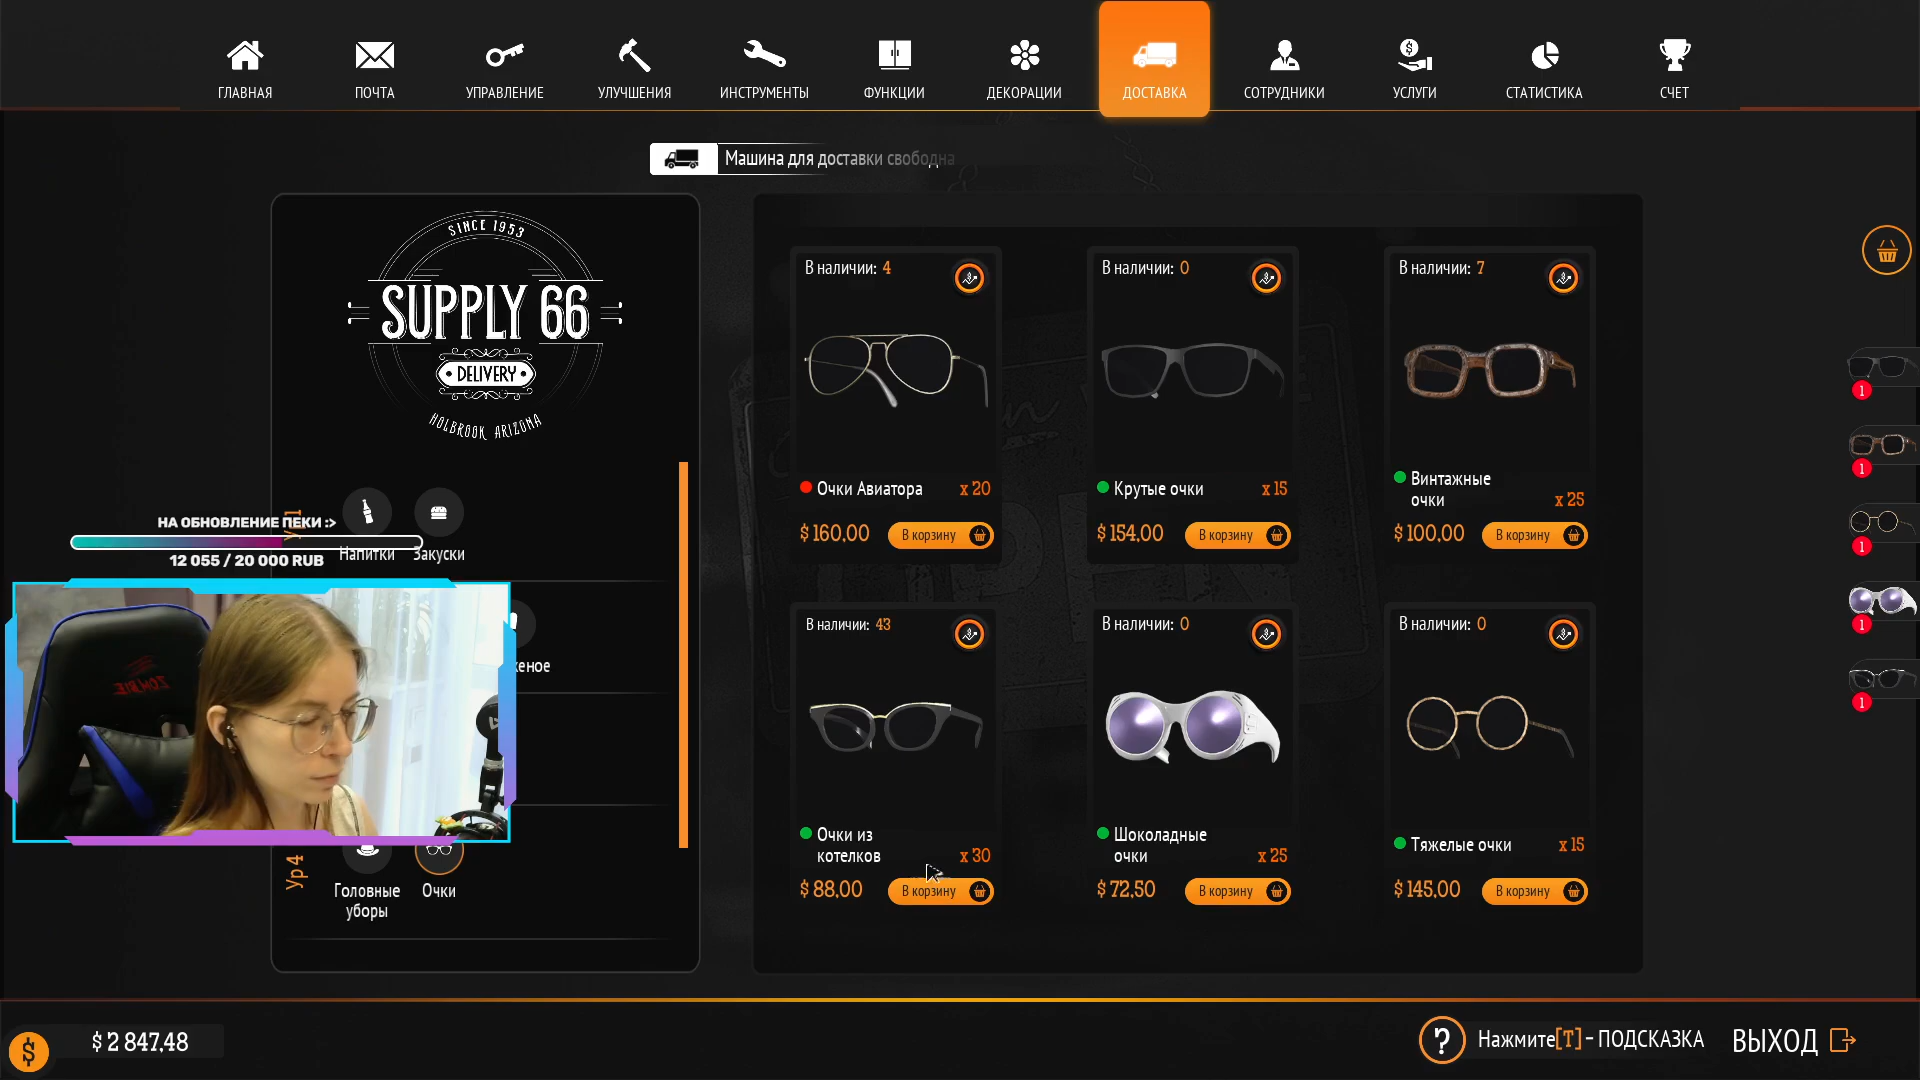 ГЛАВНАЯ
ПОЧТА
УПРАВЛЕНИЕ
УЛУЧШЕНИЯ
ИНСТРУМЕНТЫ
ФУНКЦИИ
ДЕКОРАЦИИ
ДОСТАВКА
СОТРУДНИКИ
УСЛУГИ
СТАТИСТИКА
СЧЕТ
Машина для доставки свободна
SINCE 1953
SUPPLY 66
DELIVERY
HOLBROOK ARIZONA
Напитки
Закуски
НА ОБНОВЛЕНИЕ ПЕКИ :>
12 055 / 20 000 RUB
ZOMBIE
Ур 4
Головные
уборы
Очки
В наличии: 4
Очки Авиатора x 20
$ 160,00 В корзину
В наличии: 0
Крутые очки x 15
$ 154,00 В корзину
В наличии: 7
Винтажные
очки x 25
$ 100,00 В корзину
В наличии: 43
Очки из
котелков x 30
$ 88,00 В корзину
В наличии: 0
Шоколадные
очки x 25
$ 72,50 В корзину
В наличии: 0
Тяжелые очки x 15
$ 145,00 В корзину
1
1
1
1
1
$ 2 847,48
? Нажмите[T] - ПОДСКАЗКА
ВЫХОД